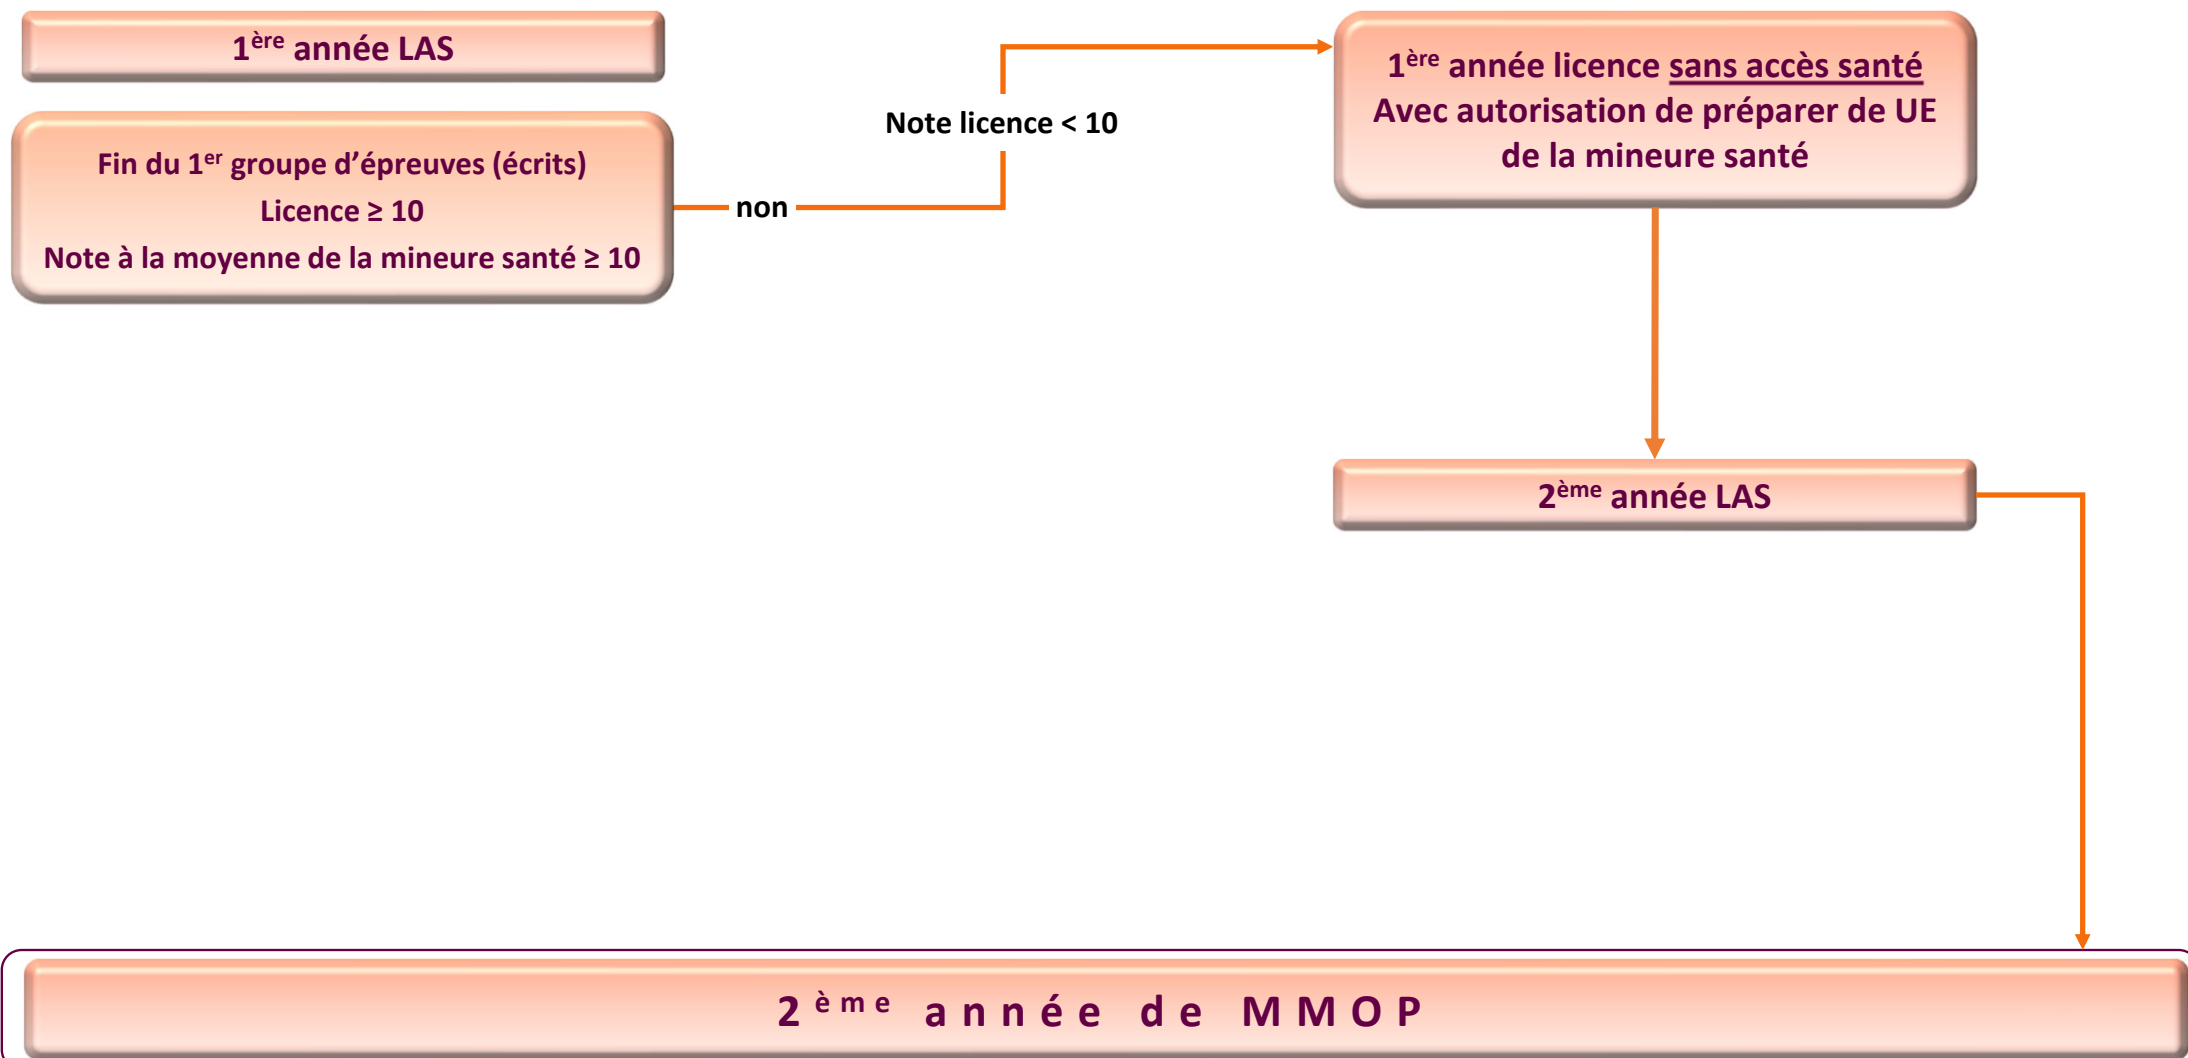 1ère année LAS
Fin du 1er groupe d’épreuves (écrits)
Licence ≥ 10
Note à la moyenne de la mineure santé ≥ 10
non
Note licence < 10
1ère année licence sans accès santé
Avec autorisation de préparer de UE
de la mineure santé
2ème année LAS
2ème année de MMOP